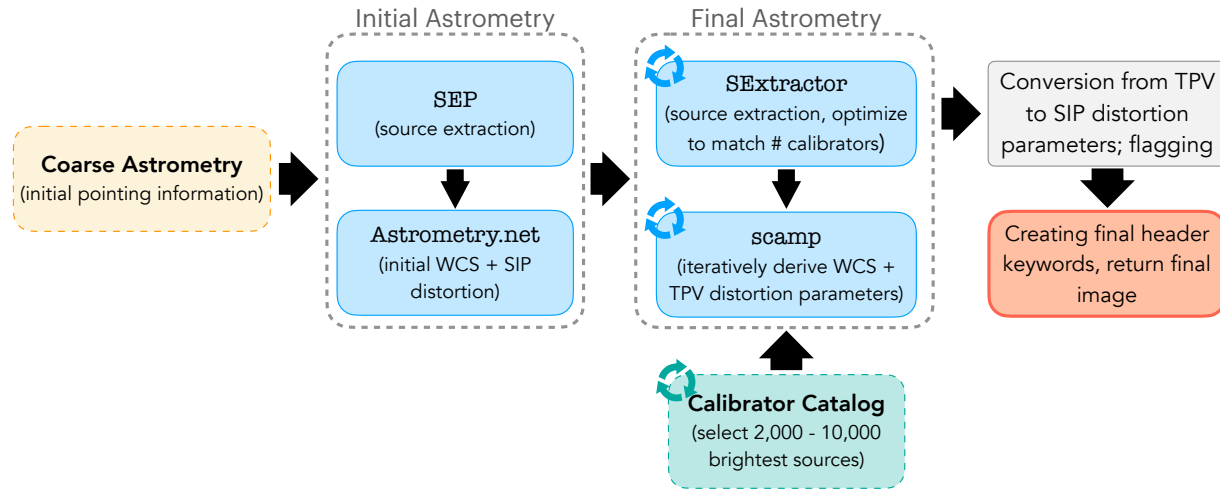 Initial Astrometry
Final Astrometry
Coarse Astrometry
(initial pointing information)
SEP
(source extraction)
Astrometry.net
(initial WCS + SIP
distortion)
SExtractor
(source extraction, optimize
to match # calibrators)
scamp
(iteratively derive WCS +
TPV distortion parameters)
Calibrator Catalog
(select 2,000 - 10,000
brightest sources)
Conversion from TPV
to SIP distortion
parameters; flagging
Creating final header
keywords, return final
image